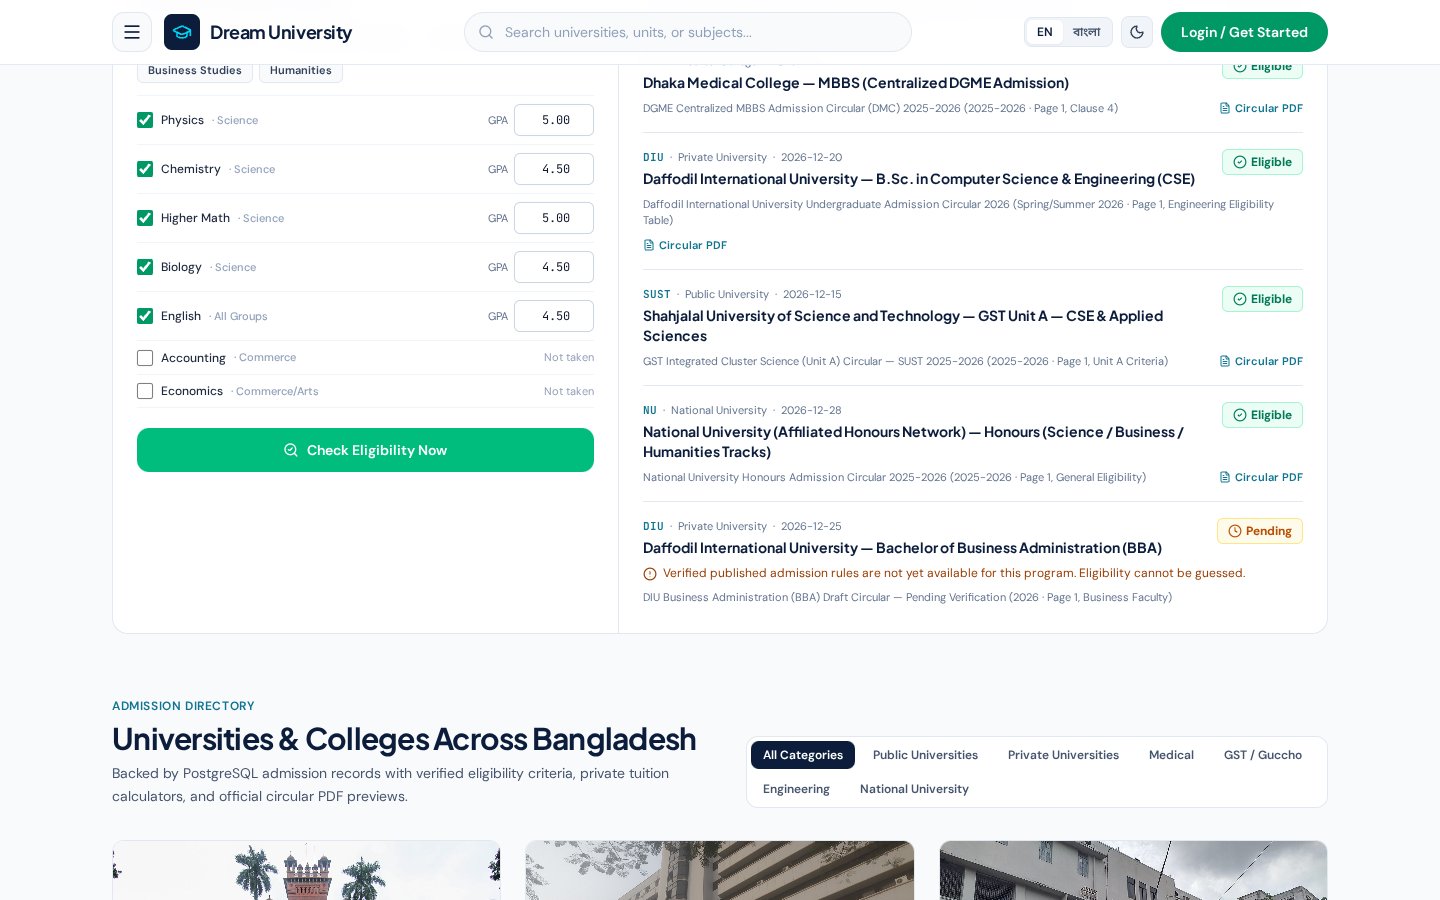 Dream University
Search universities, units, or subjects...
EN
বাংলা
Login / Get Started
Business Studies
Humanities
Physics · Science
GPA 5.00
Chemistry · Science
GPA 4.50
Higher Math · Science
GPA 5.00
Biology · Science
GPA 4.50
English · All Groups
GPA 4.50
Accounting · Commerce
Not taken
Economics · Commerce/Arts
Not taken
Check Eligibility Now
Eligible
Dhaka Medical College — MBBS (Centralized DGME Admission)
DGME Centralized MBBS Admission Circular (DMC) 2025-2026 (2025-2026 · Page 1, Clause 4)
Circular PDF
DIU · Private University · 2026-12-20
Eligible
Daffodil International University — B.Sc. in Computer Science & Engineering (CSE)
Daffodil International University Undergraduate Admission Circular 2026 (Spring/Summer 2026 · Page 1, Engineering Eligibility
Table)
Circular PDF
SUST · Public University · 2026-12-15
Eligible
Shahjalal University of Science and Technology — GST Unit A — CSE & Applied
Sciences
GST Integrated Cluster Science (Unit A) Circular — SUST 2025-2026 (2025-2026 · Page 1, Unit A Criteria)
Circular PDF
NU · National University · 2026-12-28
Eligible
National University (Affiliated Honours Network) — Honours (Science / Business /
Humanities Tracks)
National University Honours Admission Circular 2025-2026 (2025-2026 · Page 1, General Eligibility)
Circular PDF
DIU · Private University · 2026-12-25
Pending
Daffodil International University — Bachelor of Business Administration (BBA)
Verified published admission rules are not yet available for this program. Eligibility cannot be guessed.
DIU Business Administration (BBA) Draft Circular — Pending Verification (2026 · Page 1, Business Faculty)
ADMISSION DIRECTORY
Universities & Colleges Across Bangladesh
Backed by PostgreSQL admission records with verified eligibility criteria, private tuition
calculators, and official circular PDF previews.
All Categories
Public Universities
Private Universities
Medical
GST / Guccho
Engineering
National University